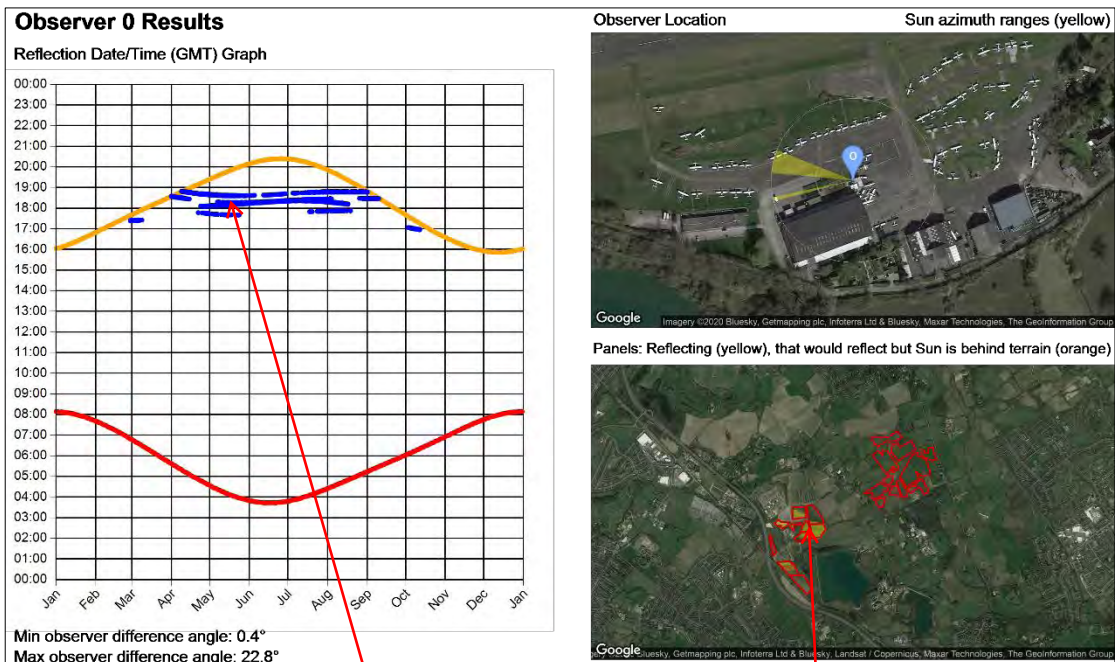 Observer 0 Results
Reflection Date/Time (GMT) Graph
00:00
23:00
22:00
21:00
20:00
19:00
18:00
17:00
16:00
15:00
14:00
13:00
12:00
11:00
10:00
09:00
08:00
07:00
06:00
05:00
04:00
03:00
02:00
01:00
00:00
Jan Feb Mar Apr May Jun Jul Aug Sep Oct Nov Dec Jan
Min observer difference angle: 0.4°
Max observer difference angle: 22.8°
Observer Location Sun azimuth ranges (yellow)
0
Google Imagery ©2020 Bluesky, Getmapping plc, Infoterra Ltd & Bluesky, Maxar Technologies, The GeoInformation Group
Panels: Reflecting (yellow), that would reflect but Sun is behind terrain (orange)
Google Bluesky, Getmapping plc, Infoterra Ltd & Bluesky, Landsat / Copernicus, Maxar Technologies, The GeoInformation Group